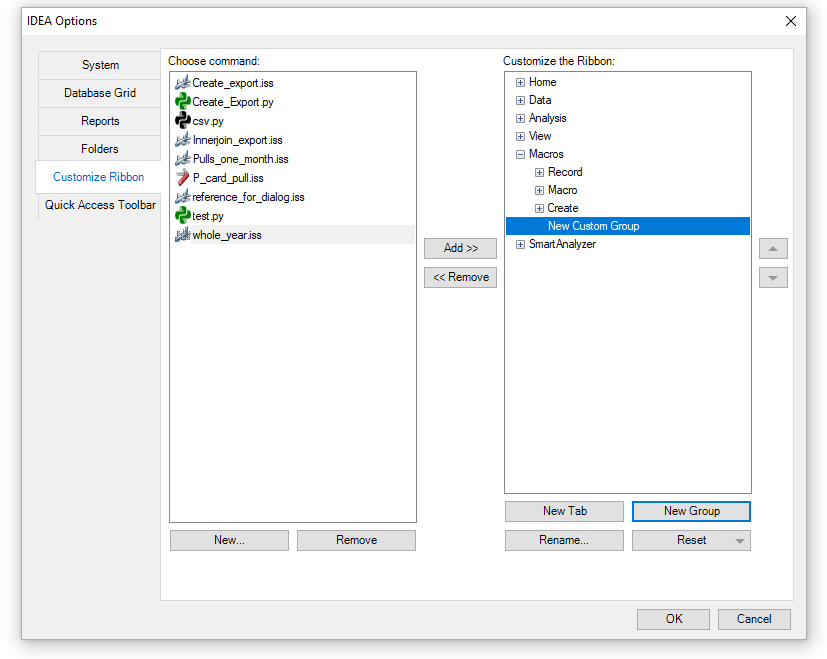 IDEA Options
System
Database Grid
Reports
Folders
Customize Ribbon
Quick Access Toolbar
Choose command:
Create_export.iss
Create_Export.py
csv.py
Innerjoin_export.iss
Pulls_one_month.iss
P_card_pull.iss
reference_for_dialog.iss
test.py
whole_year.iss
New...
Remove
Add >>
<< Remove
Customize the Ribbon:
Home
Data
Analysis
View
Macros
Record
Macro
Create
New Custom Group
SmartAnalyzer
New Tab
New Group
Rename...
Reset
OK
Cancel